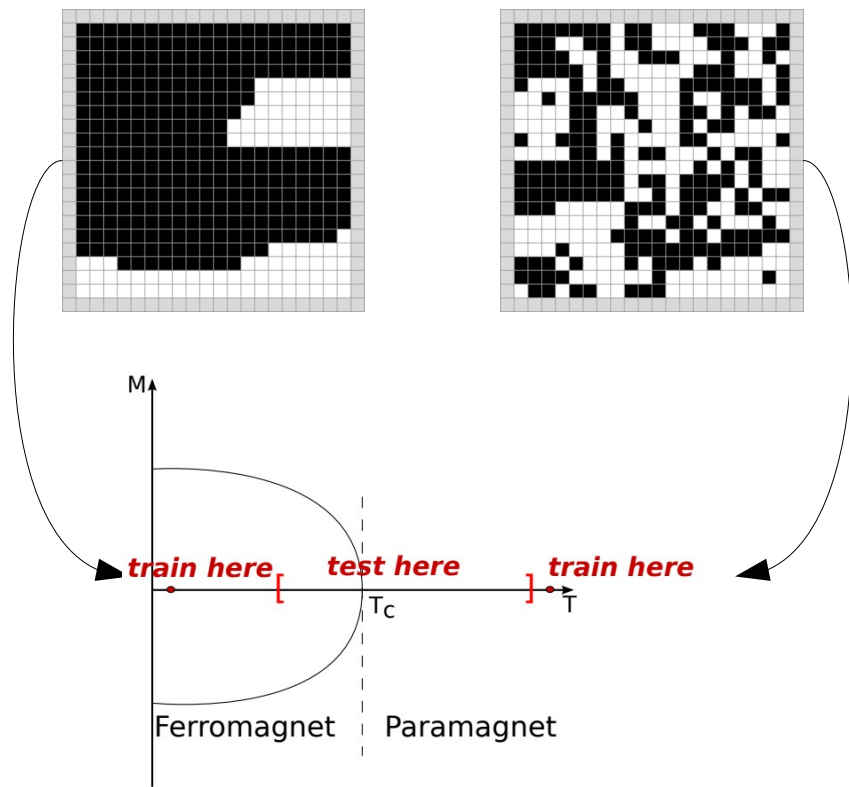 M
train here
[
test here
]
train here
Tc
T
Ferromagnet
Paramagnet